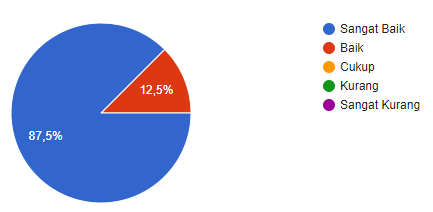 Sangat Baik
Baik
Cukup
Kurang
Sangat Kurang
12,5%
87,5%